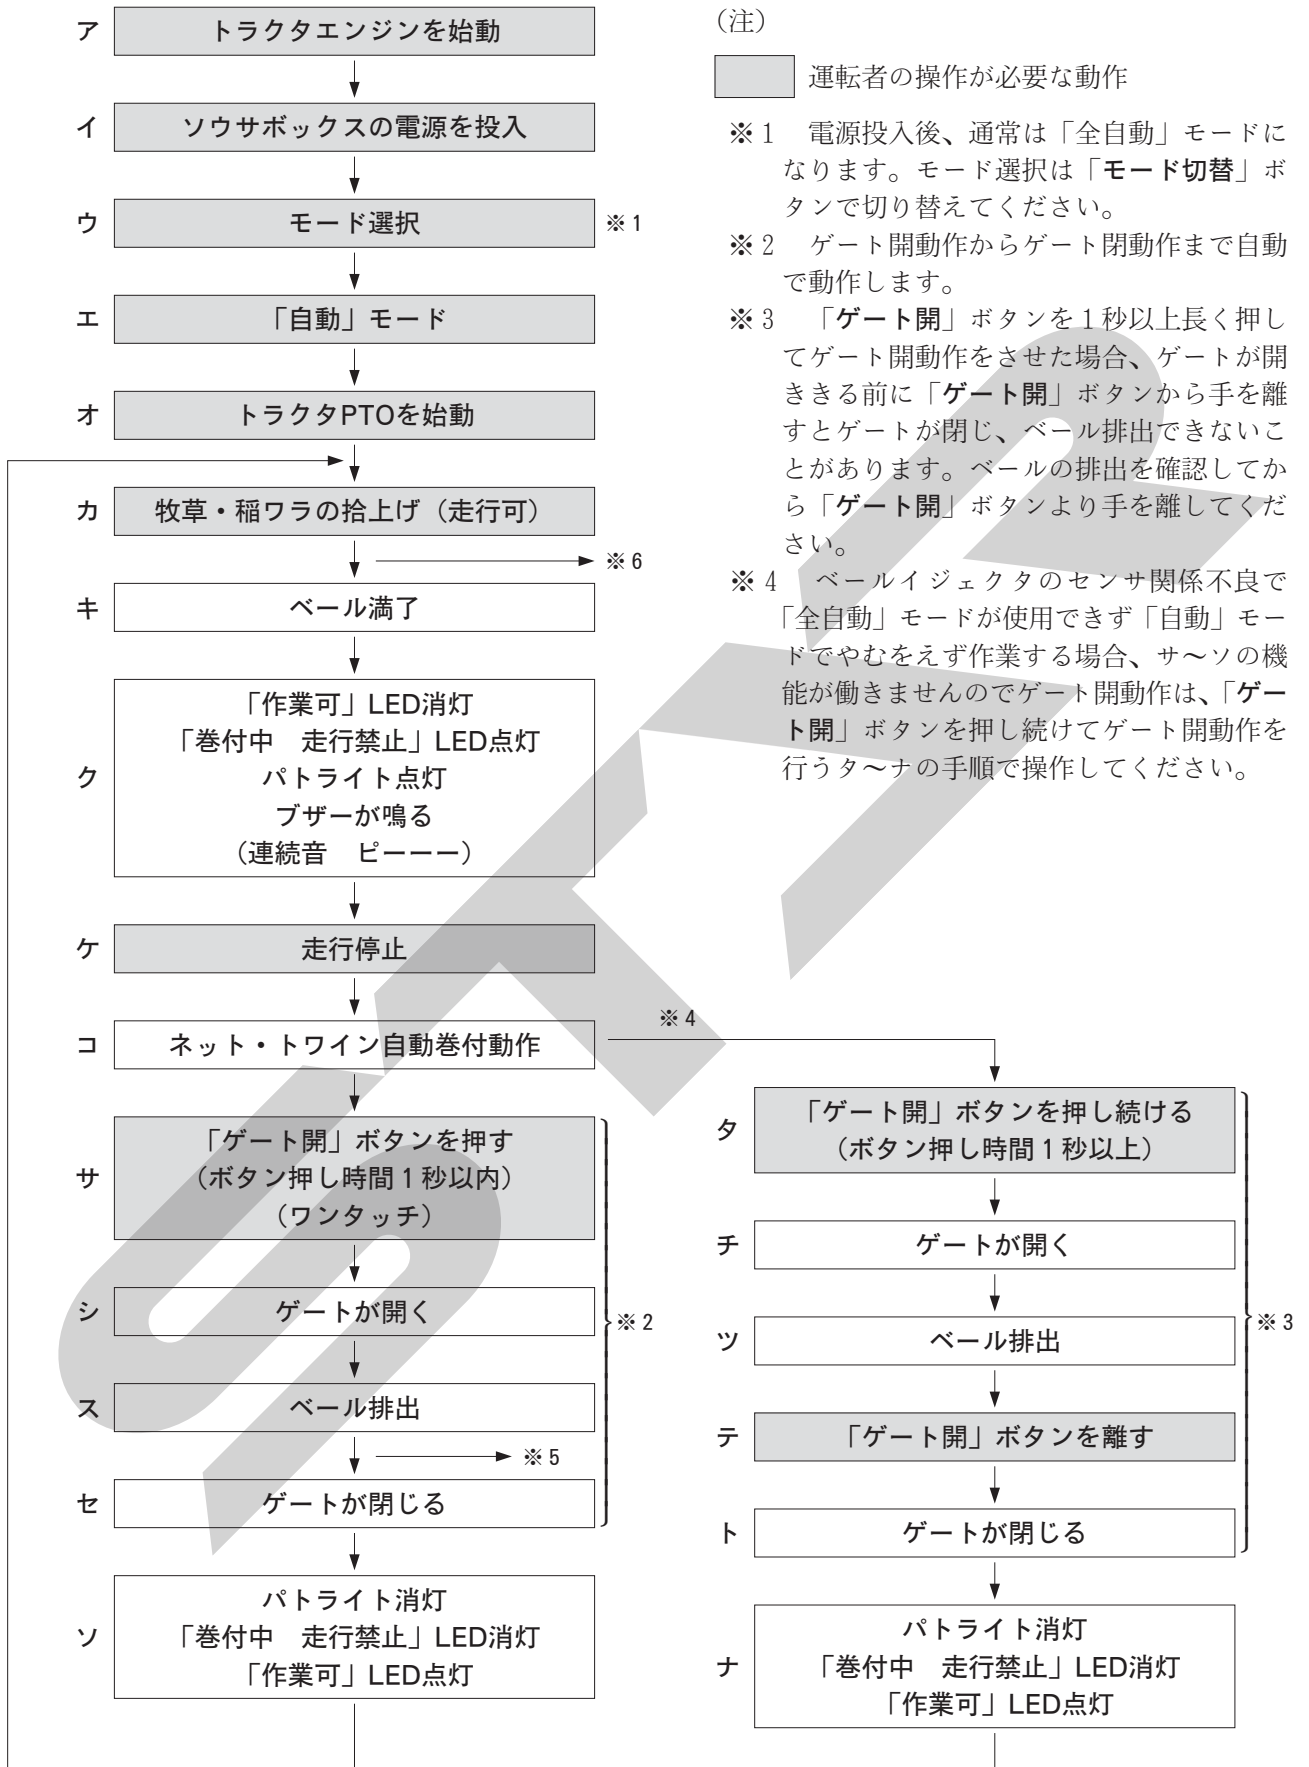 ア トラクタエンジンを始動
イ ソウサボックスの電源を投入
ウ モード選択 ※1
エ 「自動」モード
オ トラクタPTOを始動
カ 牧草・稲ワラの拾上げ（走行可）
※6
キ ベール満了
ク
「作業可」LED消灯
「巻付中　走行禁止」LED点灯
パトライト点灯
ブザーが鳴る
（連続音　ピーーー）
ケ 走行停止
コ ネット・トワイン自動巻付動作
※4
サ
「ゲート開」ボタンを押す
（ボタン押し時間１秒以内）
（ワンタッチ）
シ ゲートが開く
※2
ス ベール排出
※5
セ ゲートが閉じる
ソ
パトライト消灯
「巻付中　走行禁止」LED消灯
「作業可」LED点灯
（注）
運転者の操作が必要な動作
※1　電源投入後、通常は「全自動」モードに
なります。モード選択は「モード切替」ボ
タンで切り替えてください。
※2　ゲート開動作からゲート閉動作まで自動
で動作します。
※3　「ゲート開」ボタンを１秒以上長く押し
てゲート開動作をさせた場合、ゲートが開
ききる前に「ゲート開」ボタンから手を離
すとゲートが閉じ、ベール排出できないこ
とがあります。ベールの排出を確認してか
ら「ゲート開」ボタンより手を離してくだ
さい。
※4　ベールイジェクタのセンサ関係不良で
「全自動」モードが使用できず「自動」モー
ドでやむをえず作業する場合、サ〜ソの機
能が働きませんのでゲート開動作は、「ゲー
ト開」ボタンを押し続けてゲート開動作を
行うタ〜ナの手順で操作してください。
タ
「ゲート開」ボタンを押し続ける
（ボタン押し時間１秒以上）
チ ゲートが開く
※3
ツ ベール排出
テ 「ゲート開」ボタンを離す
ト ゲートが閉じる
ナ
パトライト消灯
「巻付中　走行禁止」LED消灯
「作業可」LED点灯